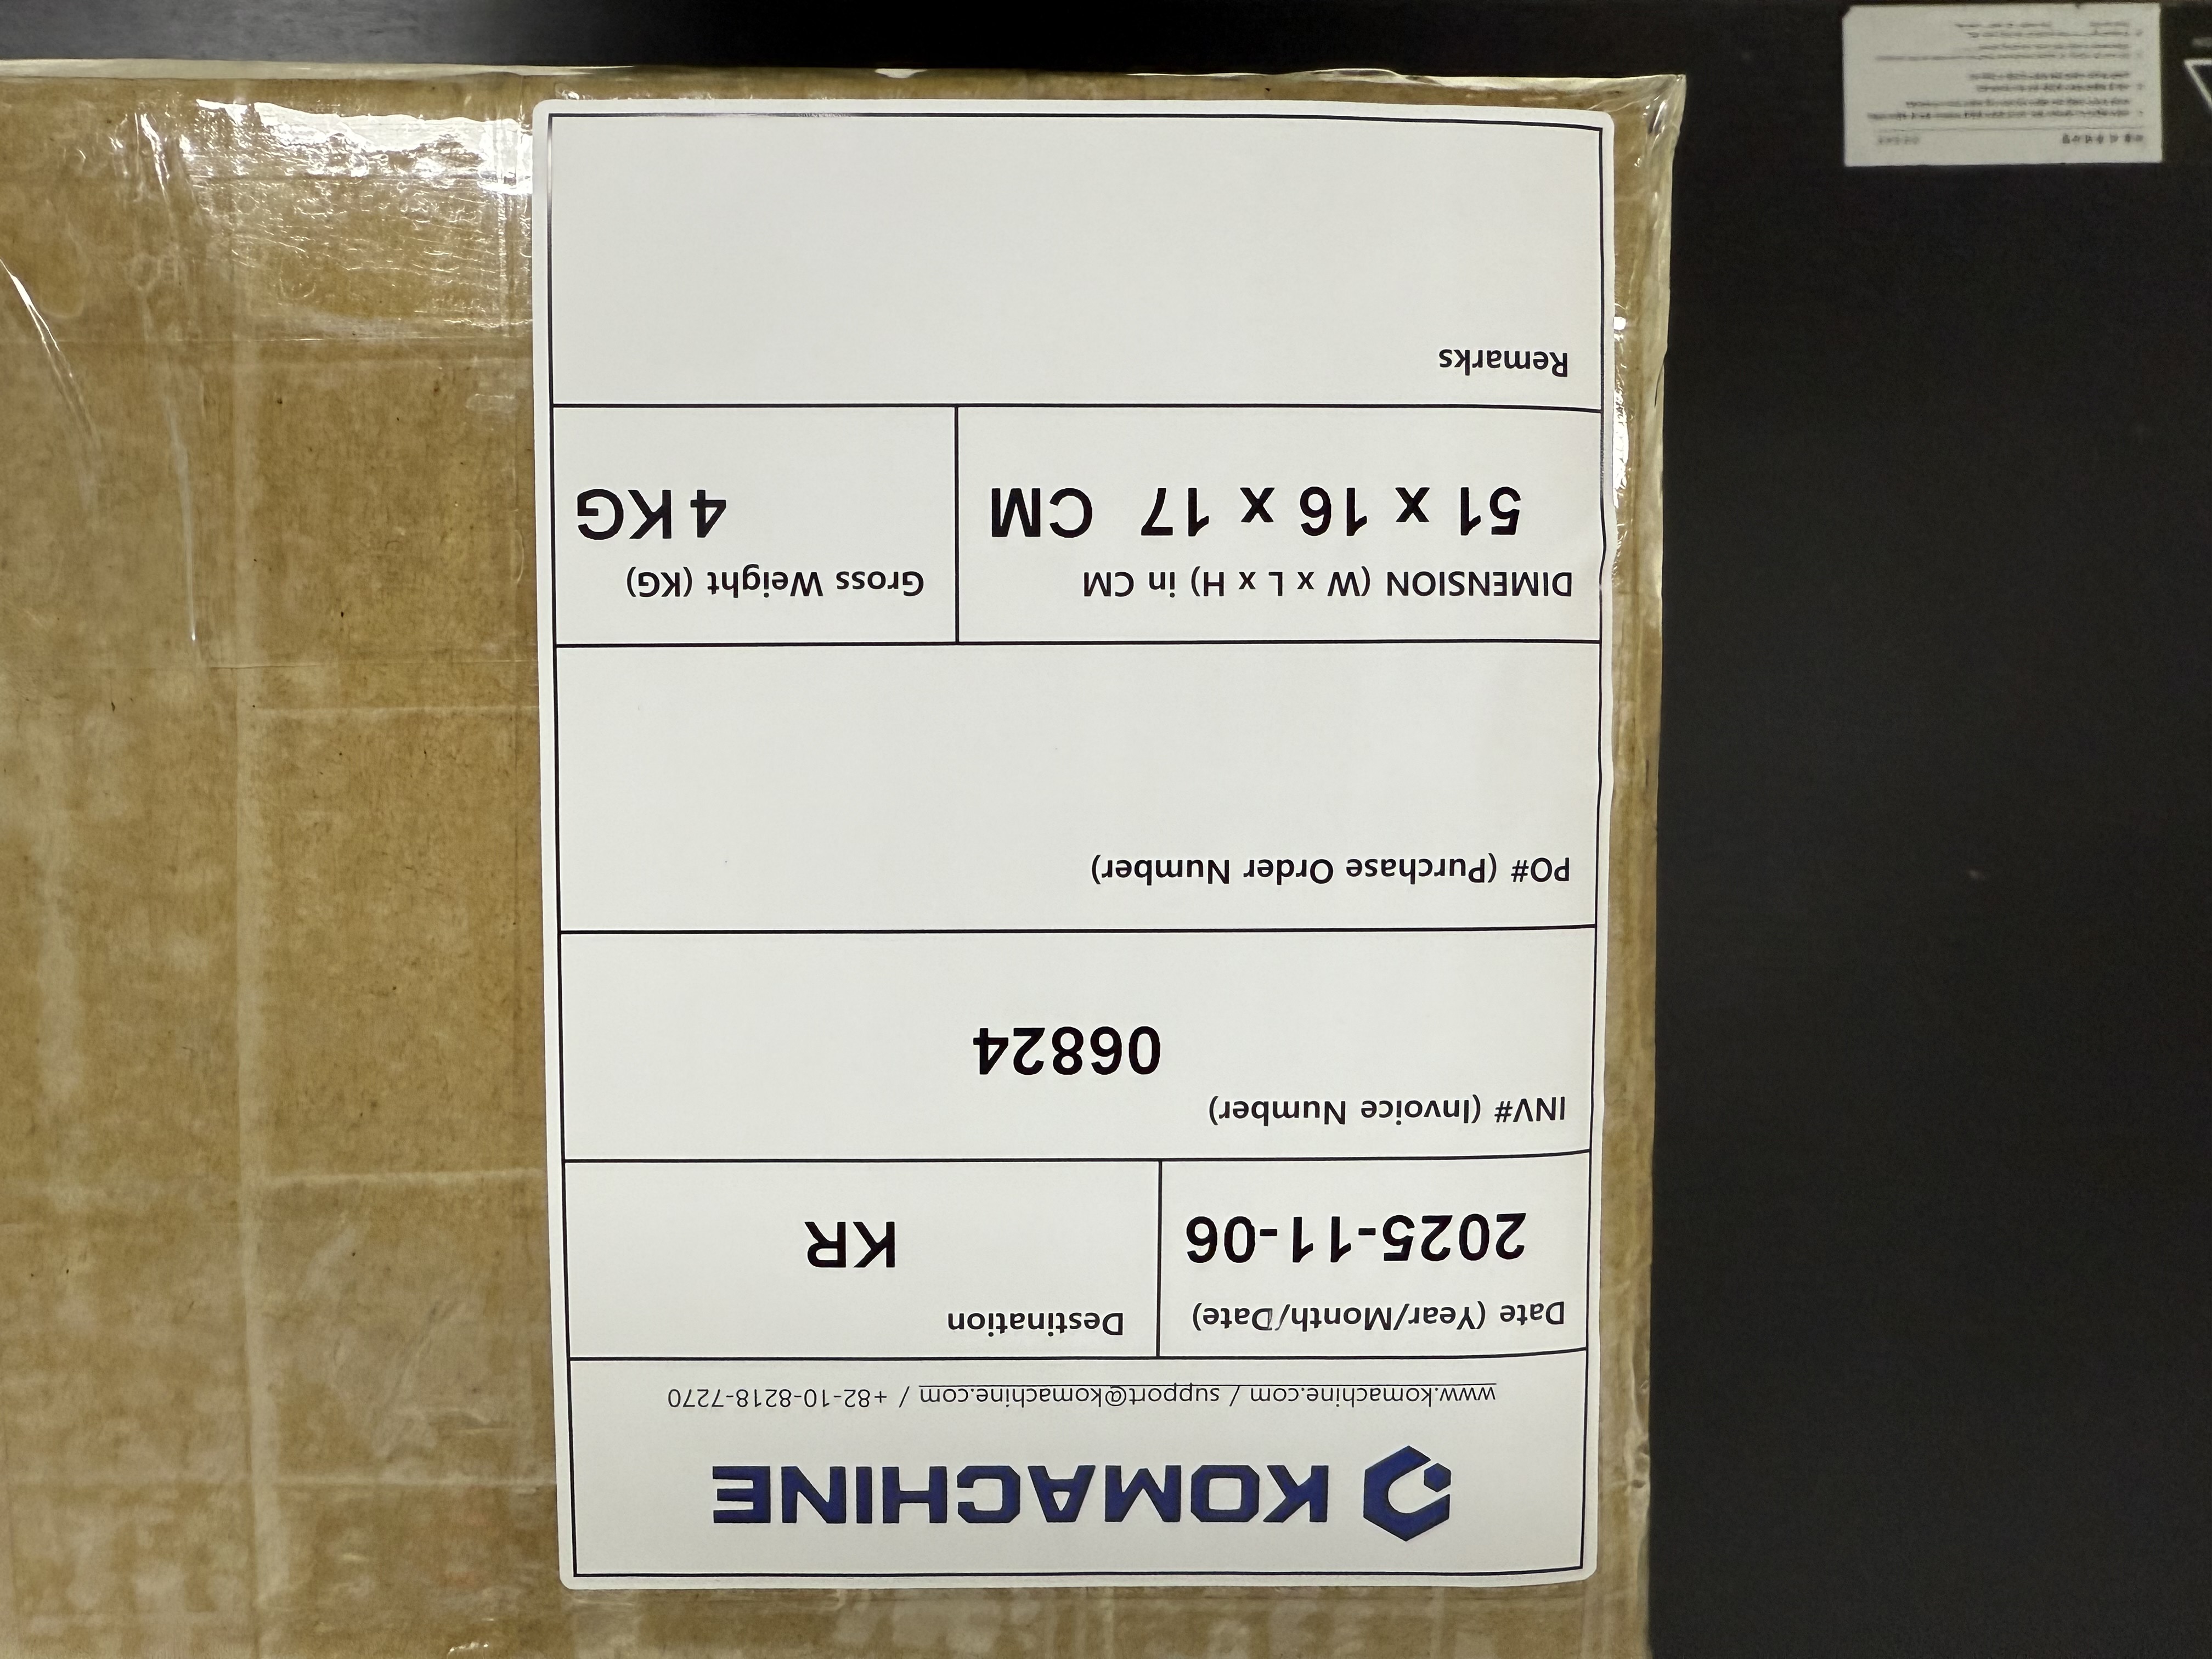 KOMACHINE
www.komachine.com / support@komachine.com / +82-10-8218-7270
Date (Year/Month/Date)
2025-11-06
Destination
KR
INV# (Invoice Number)
06824
PO# (Purchase Order Number)
DIMENSION (W x L x H) in CM
51 x 16 x 17 CM
Gross Weight (KG)
4 KG
Remarks